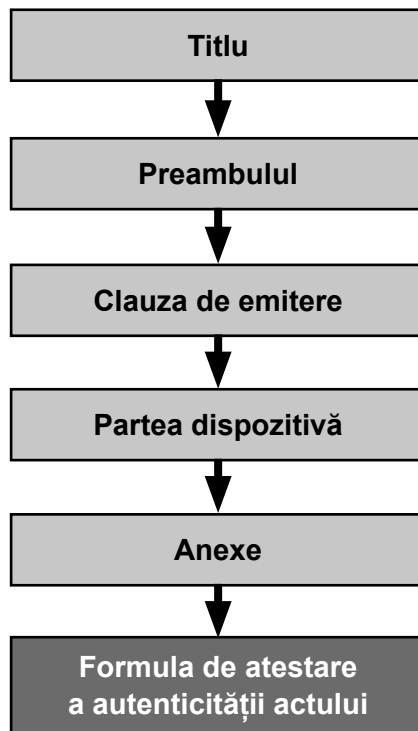 Titlu
Preambulul
Clauza de emitere
Partea dispozitivă
Anexe
Formula de atestare
a autenticității actului